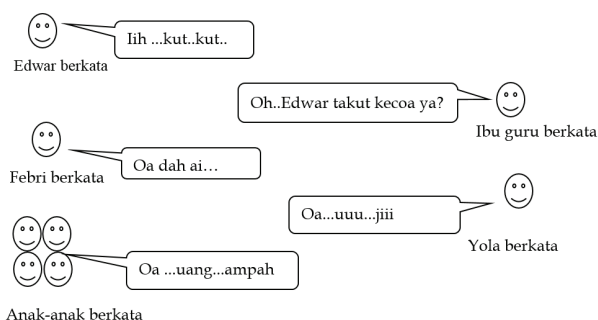 Iih ...kut..kut..
Edwar berkata
Oh..Edwar takut kecoa ya?
Ibu guru berkata
Oa dah ai...
Febri berkata
Oa...uuu...jiii
Yola berkata
Oa ...uang...ampah
Anak-anak berkata